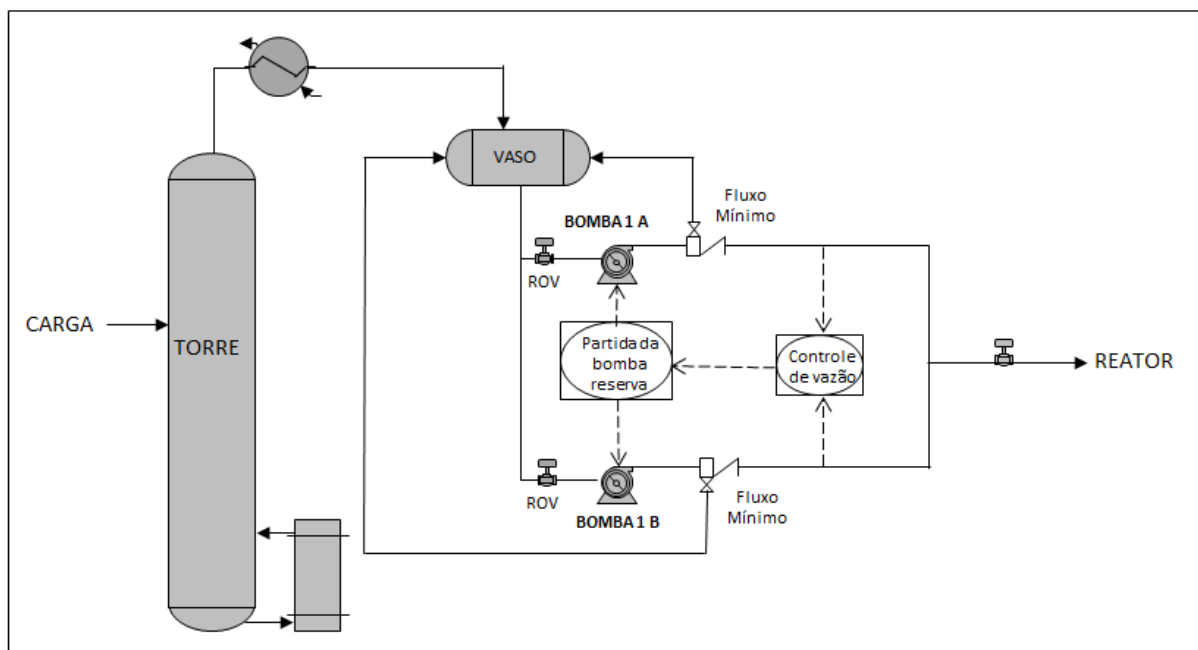 VASO
Fluxo
Mínimo
BOMBA 1 A
ROV
CARGA
TORRE
Partida da
bomba
reserva
Controle
de vazão
REATOR
ROV
BOMBA 1 B
Fluxo
Mínimo